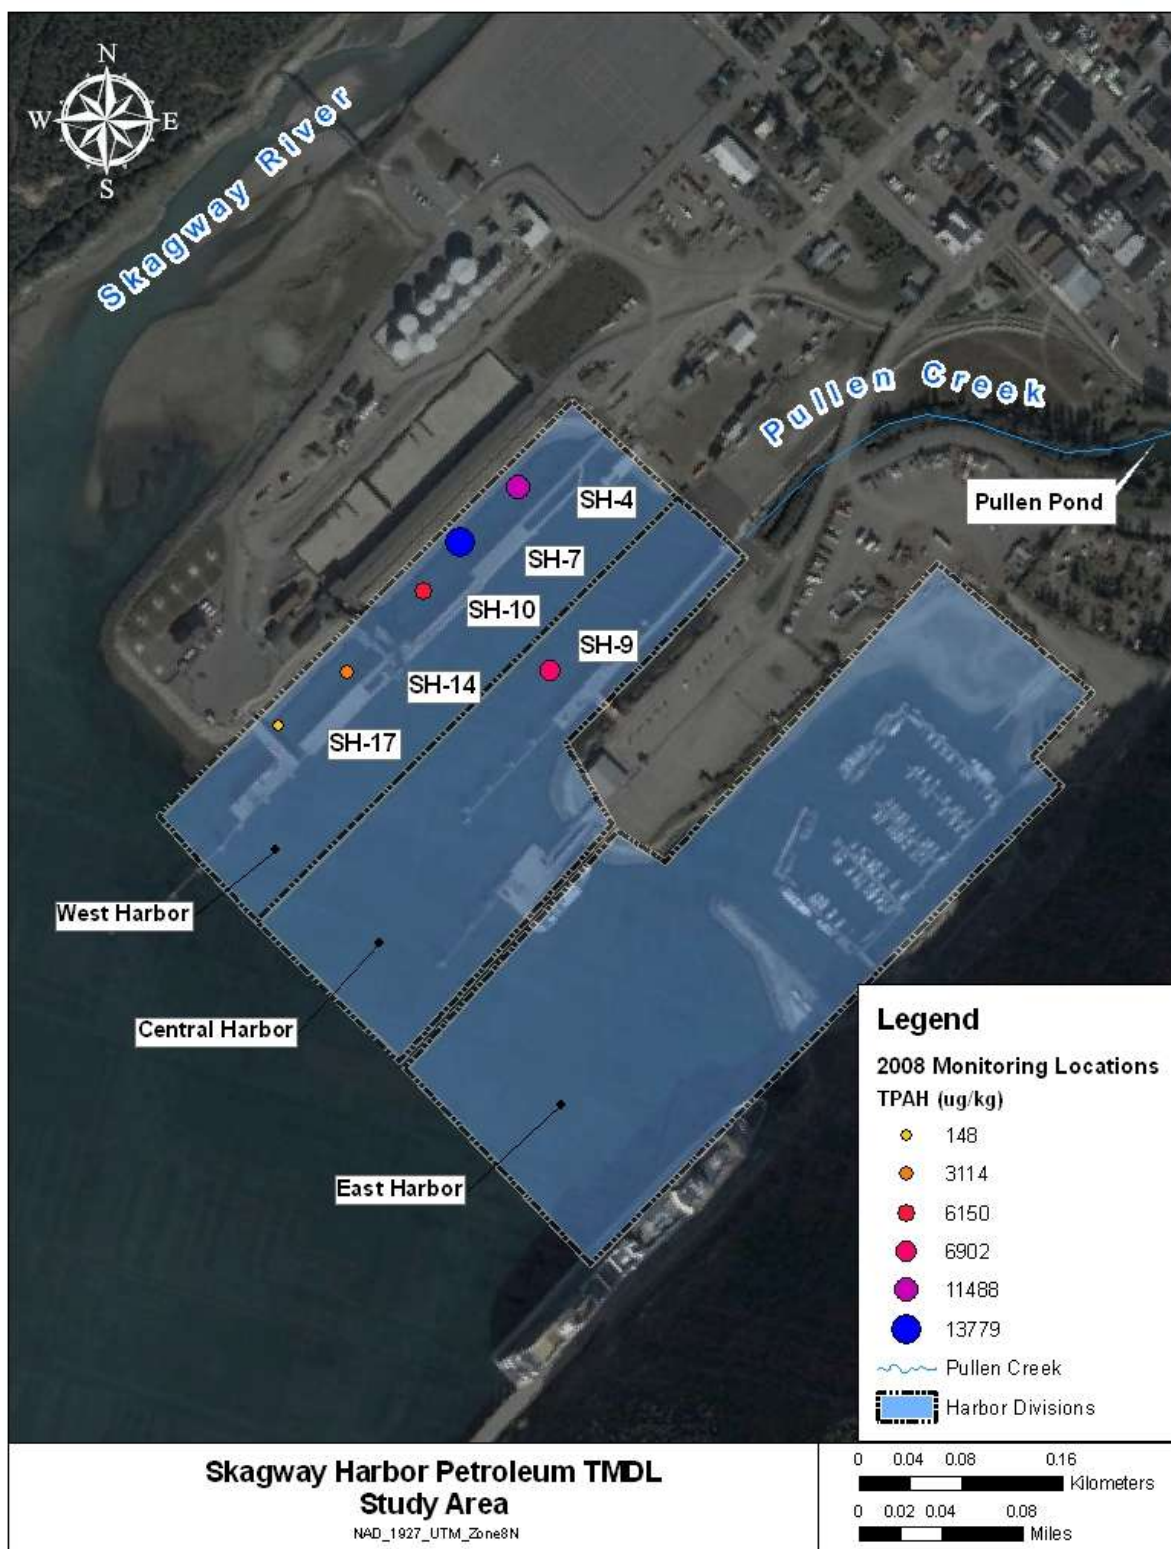 N
W E
S
Skagway River
Pullen Creek
Pullen Pond
SH-4
SH-7
SH-10
SH-9
SH-14
SH-17
West Harbor
Central Harbor
East Harbor
Legend
2008 Monitoring Locations
TPAH (ug/kg)
148
3114
6150
6902
11488
13779
Pullen Creek
Harbor Divisions
Skagway Harbor Petroleum TMDL
Study Area
NAD_1927_UTM_Zone8N
0 0.04 0.08 0.16
Kilometers
0 0.02 0.04 0.08
Miles